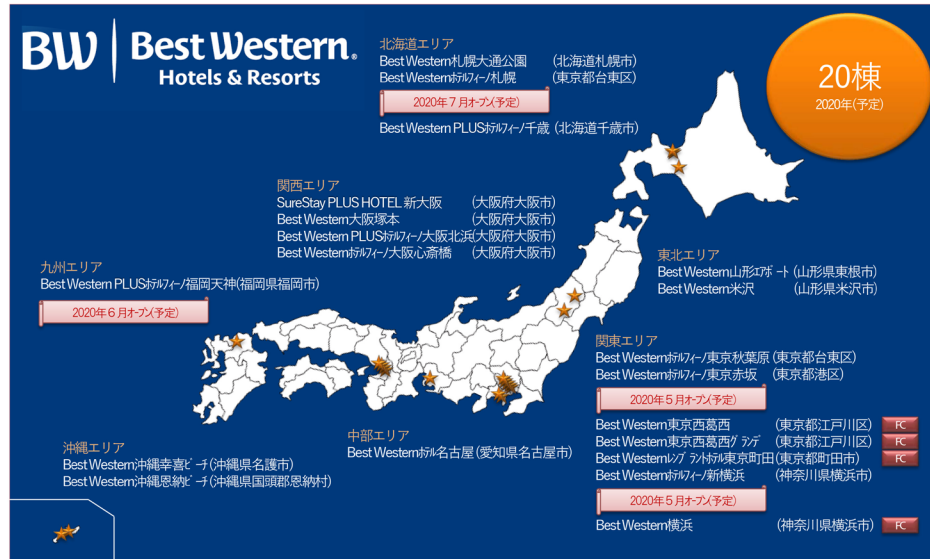 BW Best Western®
Hotels & Resorts
20棟
2020年(予定)
北海道エリア
Best Western札幌大通公園 (北海道札幌市)
Best Westernホテルフィーノ札幌 (東京都台東区)
2020年7月オープン(予定)
Best Western PLUSホテルフィーノ千歳 (北海道千歳市)
関西エリア
SureStay PLUS HOTEL 新大阪 (大阪府大阪市)
Best Western大阪塚本 (大阪府大阪市)
Best Western PLUSホテルフィーノ大阪北浜(大阪府大阪市)
Best Westernホテルフィーノ大阪心斎橋 (大阪府大阪市)
東北エリア
Best Western山形エアポート (山形県東根市)
Best Western米沢 (山形県米沢市)
九州エリア
Best Western PLUSホテルフィーノ福岡天神(福岡県福岡市)
2020年6月オープン(予定)
関東エリア
Best Westernホテルフィーノ東京秋葉原 (東京都台東区)
Best Westernホテルフィーノ東京赤坂 (東京都港区)
2020年5月オープン(予定)
Best Western東京西葛西 (東京都江戸川区) FC
Best Western東京西葛西グランデ (東京都江戸川区) FC
Best Westernレンブラントホテル東京町田(東京都町田市) FC
Best Westernホテルフィーノ新横浜 (神奈川県横浜市)
2020年5月オープン(予定)
Best Western横浜 (神奈川県横浜市) FC
中部エリア
Best Westernホテル名古屋 (愛知県名古屋市)
沖縄エリア
Best Western沖縄幸喜ビーチ(沖縄県名護市)
Best Western沖縄恩納ビーチ(沖縄県国頭郡恩納村)